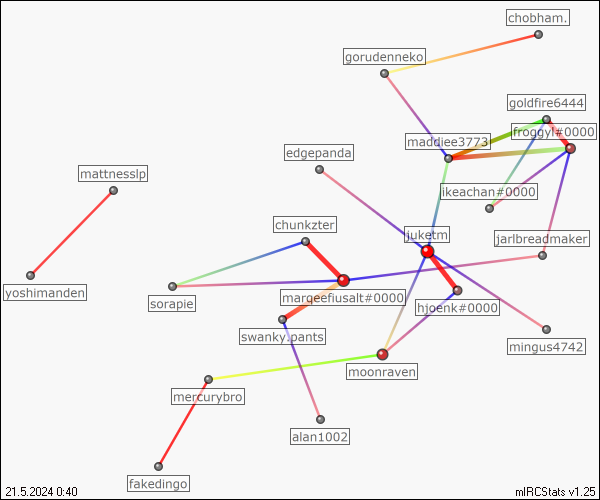 chobham.
gorudenneko
goldfire6444
froggyl#0000
maddiee3773
edgepanda
mattnesslp
ikeachan#0000
chunkzter
juketm
jarlbreadmaker
yoshimanden
sorapie
marqeefiusalt#0000
hjoenk#0000
swanky.pants
mingus4742
moonraven
mercurybro
alan1002
fakedingo
21.5.2024 0:40
mIRCStats v1.25